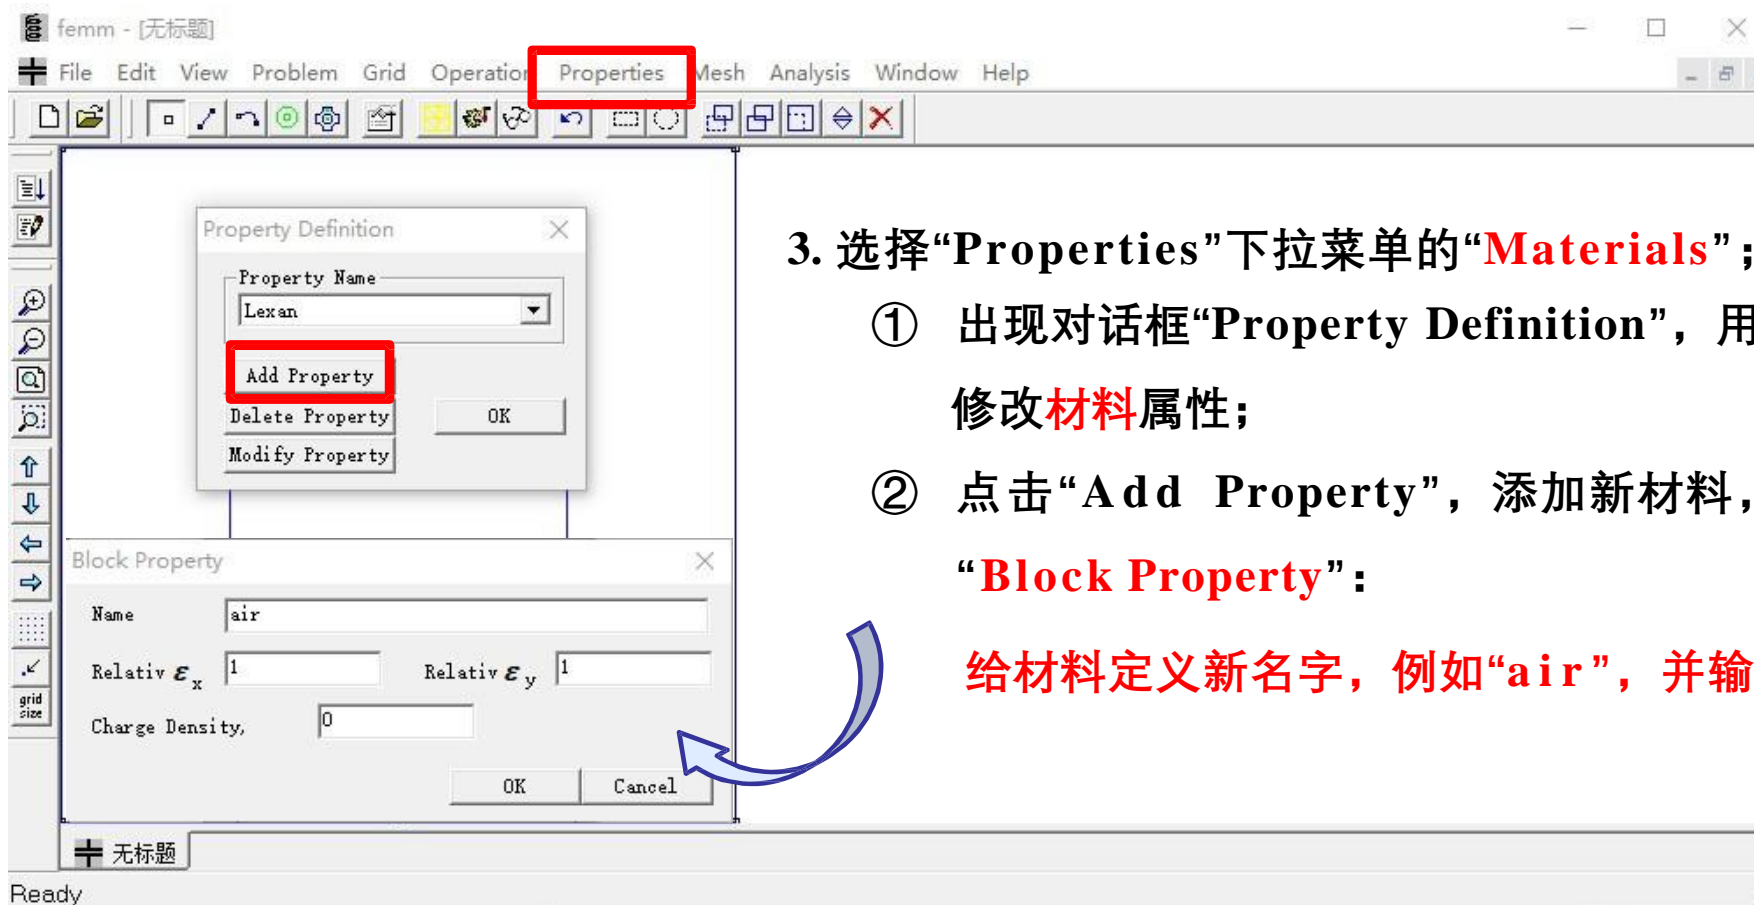 femm - [无标题]
File Edit View Problem Grid Operation Properties Mesh Analysis Window Help
Property Definition
Property Name
Lexan
Add Property
Delete Property
OK
Modify Property
Block Property
Name
air
Relativ εx
1
Relativ εy
1
Charge Density,
0
OK
Cancel
grid
size
无标题
Ready
3. 选择“Properties”下拉菜单的“Materials”；
① 出现对话框“Property Definition”，用
修改材料属性；
② 点击“Add Property”，添加新材料，
“Block Property”：
给材料定义新名字，例如“air”，并输